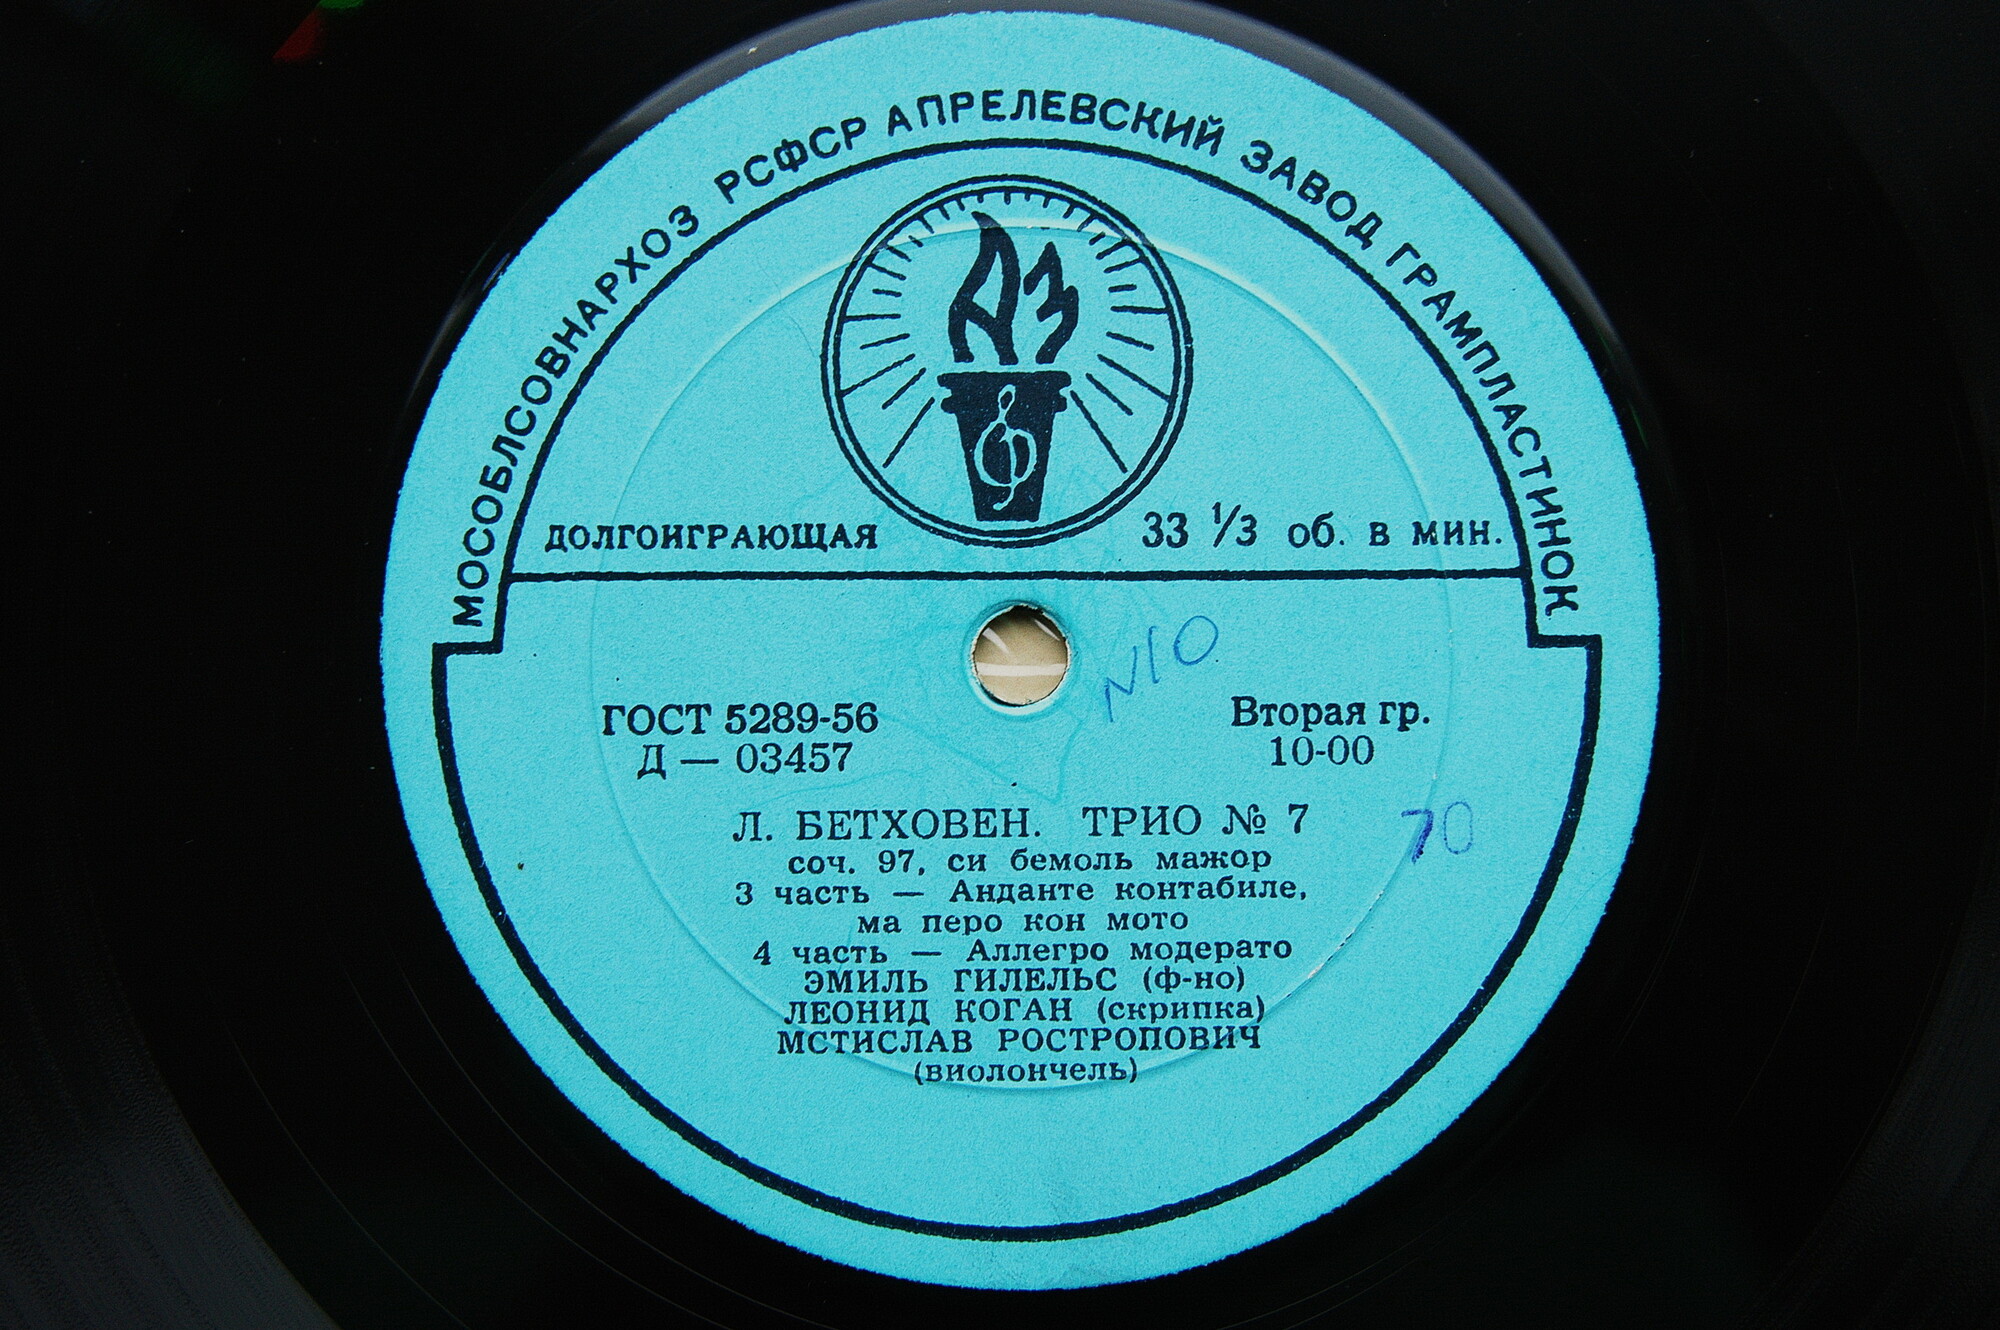 МОСОБЛСОВНАРХОЗ РСФСР АПРЕЛЕВСКИЙ ЗАВОД ГРАМПЛАСТИНОК
АЗ
ДОЛГОИГРАЮЩАЯ 33 1/3 об. в мин.
N10
ГОСТ 5289-56 Вторая гр.
Д — 03457 10-00
Л. БЕТХОВЕН. ТРИО № 7
70
соч. 97, си бемоль мажор
3 часть — Анданте контабиле,
ма перо кон мото
4 часть — Аллегро модерато
ЭМИЛЬ ГИЛЕЛЬС (ф-но)
ЛЕОНИД КОГАН (скрипка)
МСТИСЛАВ РОСТРОПОВИЧ
(виолончель)